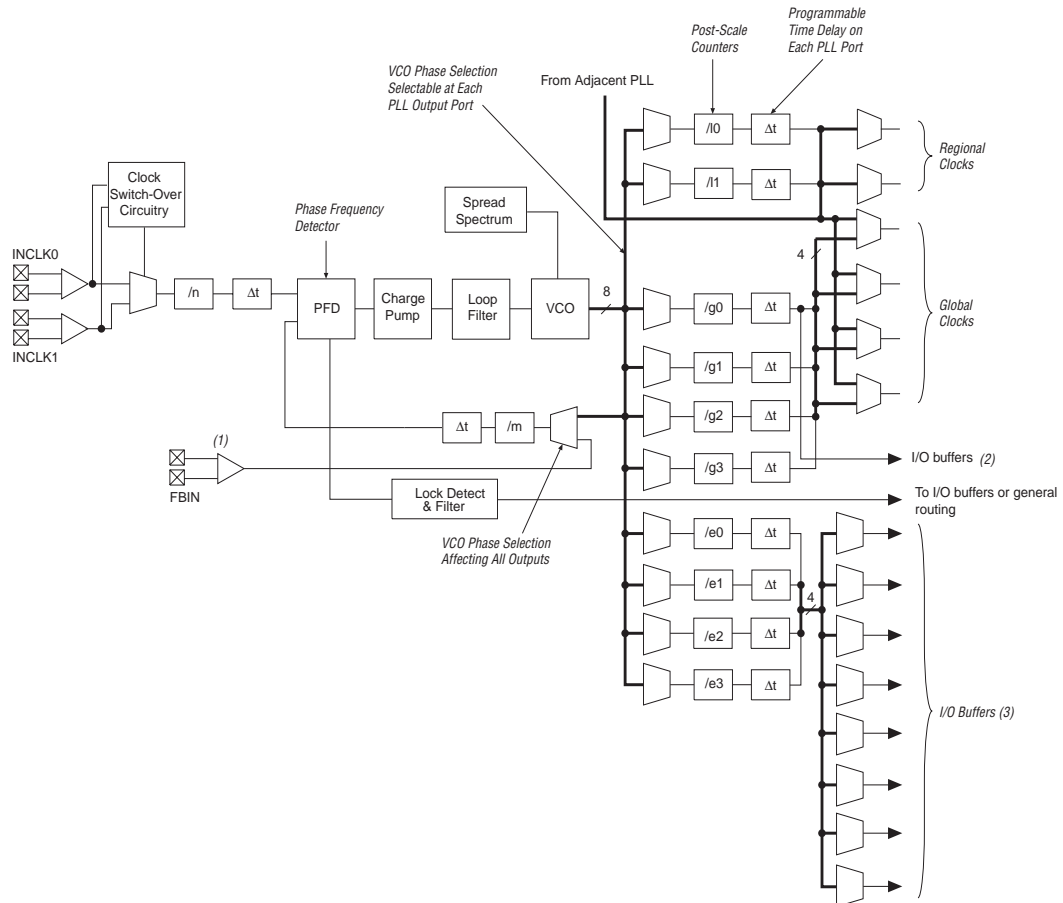 Programmable
Time Delay on
Each PLL Port
Post-Scale
Counters
VCO Phase Selection
Selectable at Each
PLL Output Port
From Adjacent PLL
/l0
Δt
/l1
Δt
Regional
Clocks
Clock
Switch-Over
Circuitry
Spread
Spectrum
Phase Frequency
Detector
INCLK0
INCLK1
/n
Δt
PFD
Charge
Pump
Loop
Filter
VCO
8
/g0
Δt
4
Global
Clocks
/g1
Δt
/g2
Δt
/g3
Δt
Δt
/m
(1)
FBIN
I/O buffers (2)
Lock Detect
& Filter
To I/O buffers or general
routing
VCO Phase Selection
Affecting All Outputs
/e0
Δt
/e1
Δt
4
/e2
Δt
/e3
Δt
I/O Buffers (3)